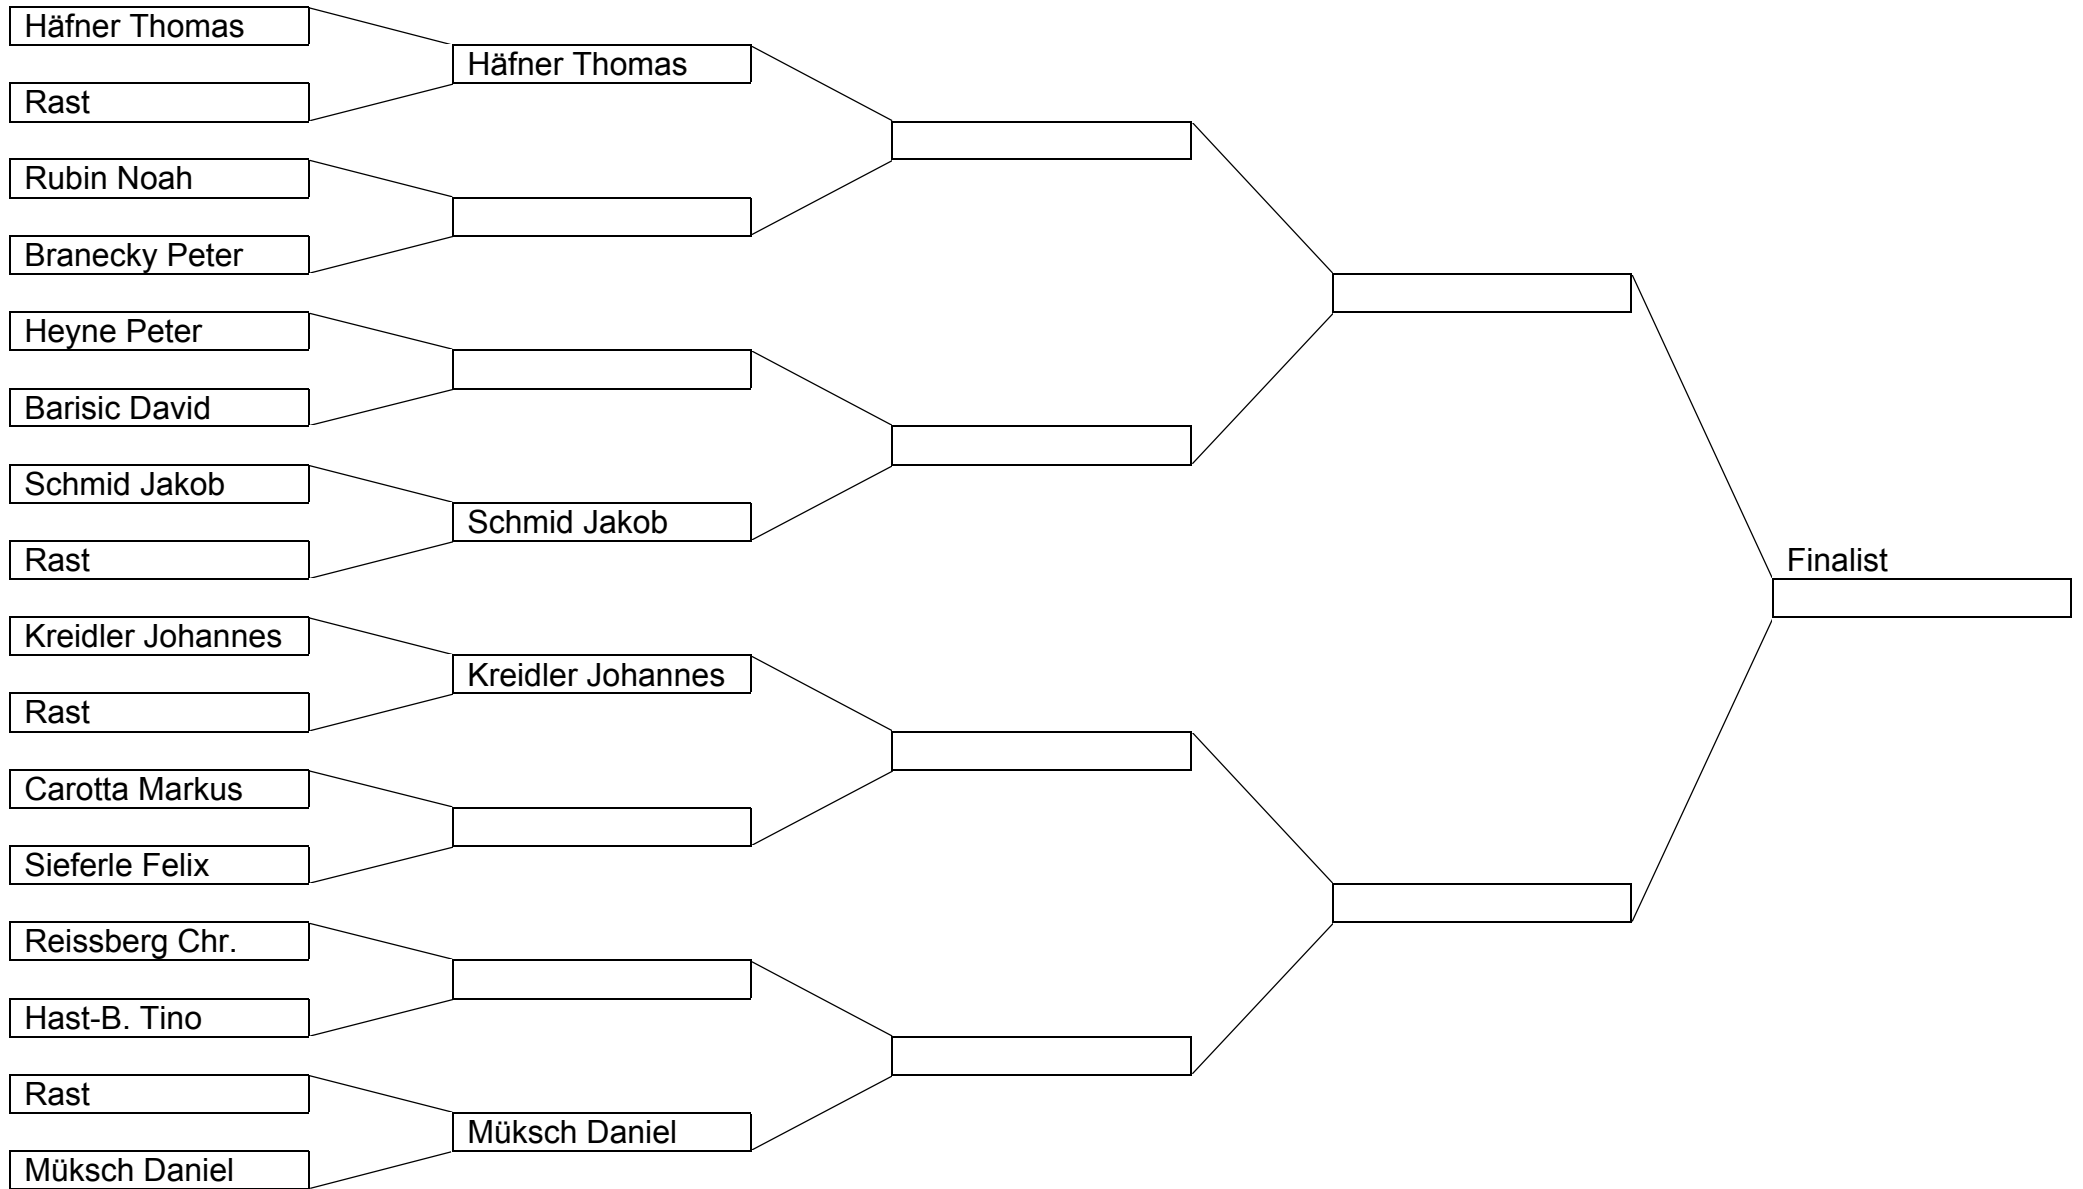 Häfner Thomas
Häfner Thomas
Rast
Rubin Noah
Branecky Peter
Heyne Peter
Barisic David
Schmid Jakob
Schmid Jakob
Rast
Finalist
Kreidler Johannes
Kreidler Johannes
Rast
Carotta Markus
Sieferle Felix
Reissberg Chr.
Hast-B. Tino
Rast
Müksch Daniel
Müksch Daniel